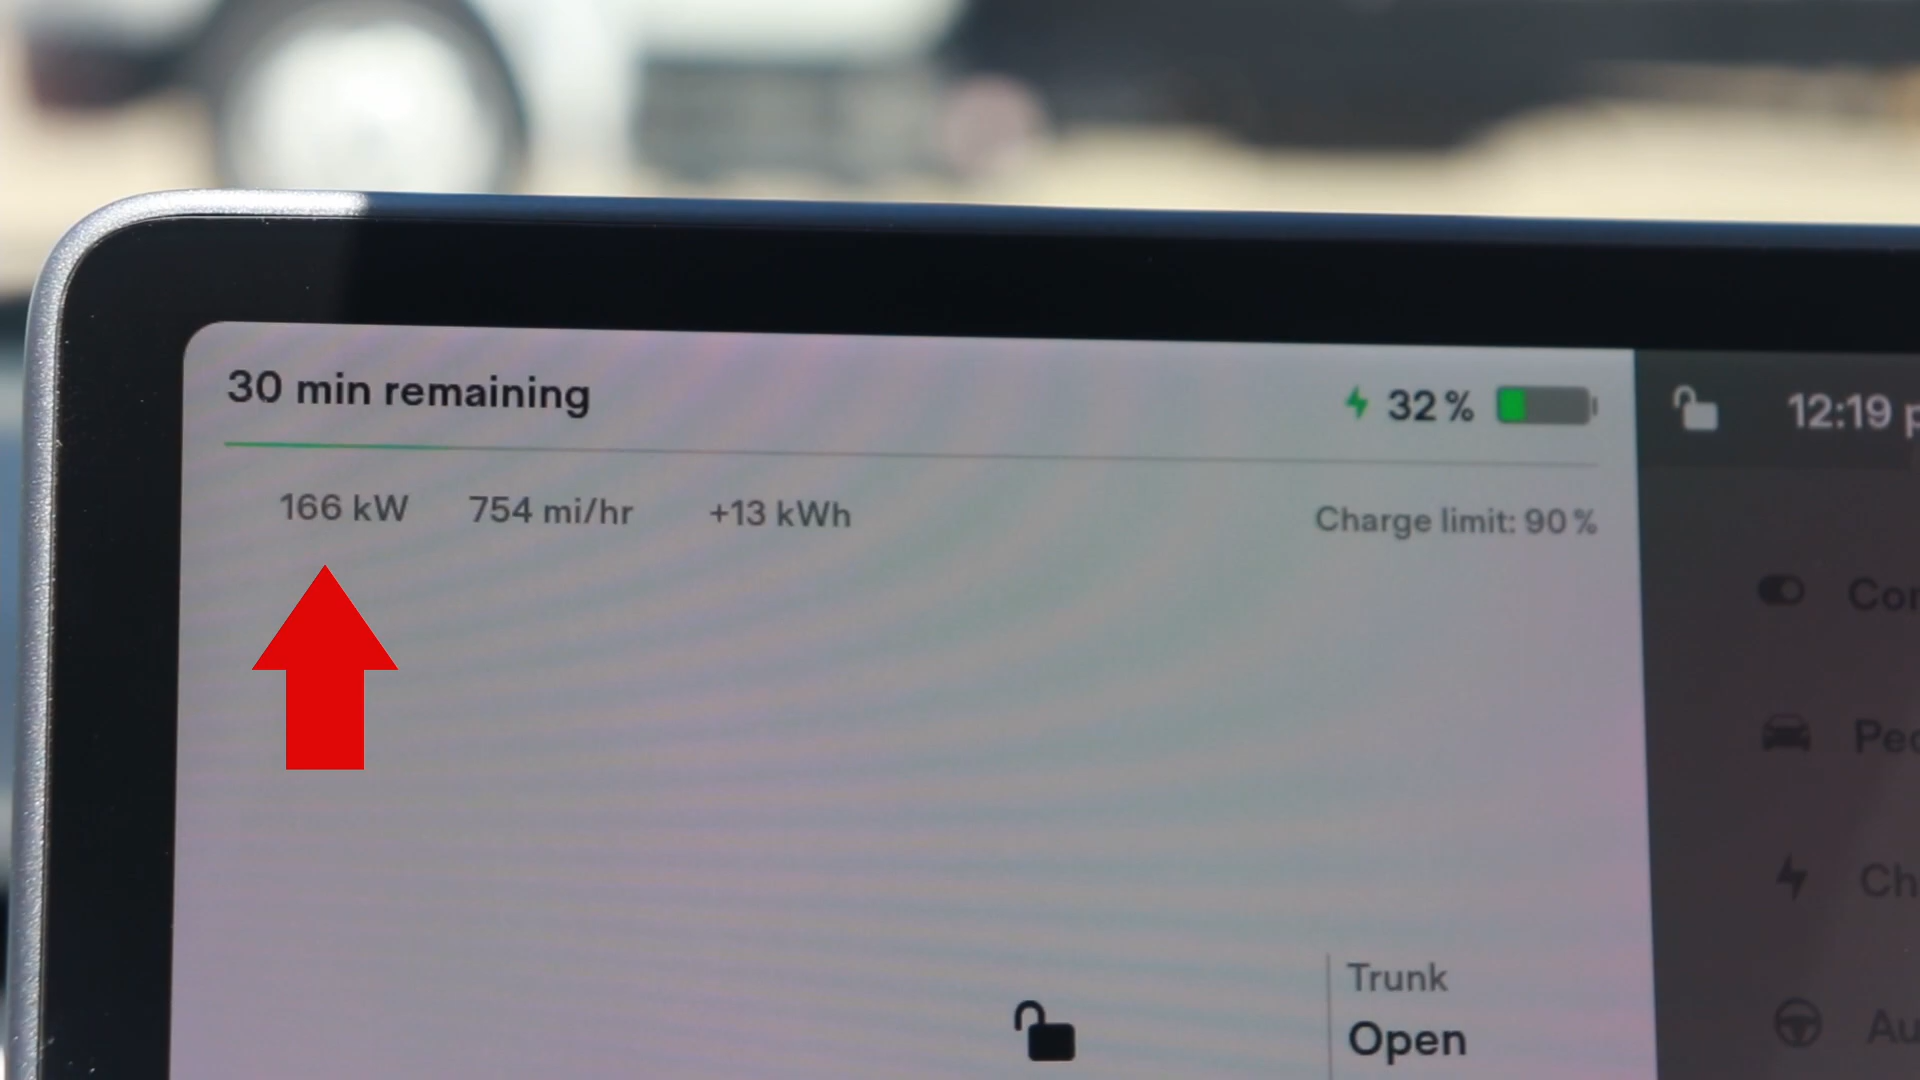 30 min remaining
32%
12:19
166 kW 754 mi/hr +13 kWh
Charge limit: 90%
Trunk
Open